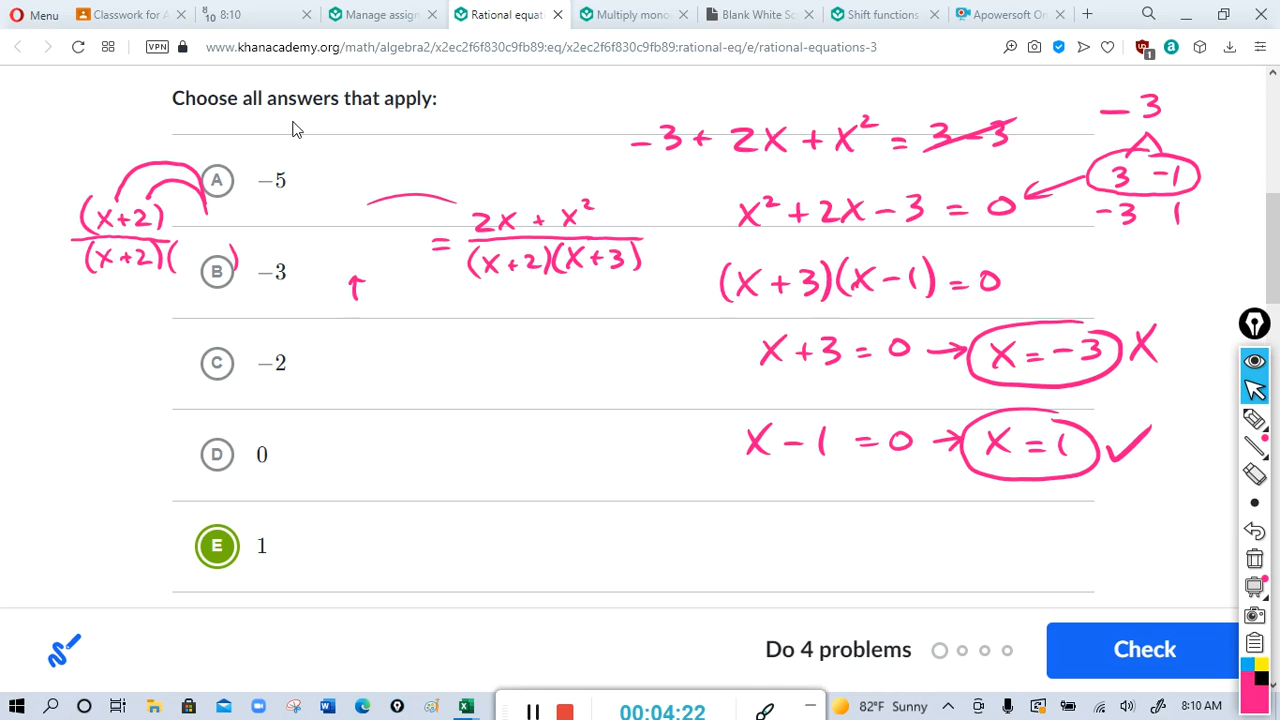 Menu
Classwork for A
8:10
Manage assign
Rational equat
Multiply mono
Blank White Sc
Shift functions
Apowersoft On
VPN
www.khanacademy.org/math/algebra2/x2ec2f6f830c9fb89:eq/x2ec2f6f830c9fb89:rational-eq/e/rational-equations-3
1
Choose all answers that apply:
-3 + 2x + x² = 3 - 3
-3
3 -1
-3 1
A -5
(x+2)
(x+2)( )
= 2x + x²
(x+2)(x+3)
x² + 2x - 3 = 0
B -3
(x+3)(x-1) = 0
C -2
x + 3 = 0 → x = -3 X
D 0
x - 1 = 0 → x = 1 ✓
E 1
Do 4 problems
Check
00:04:22
82°F Sunny
8:10 AM